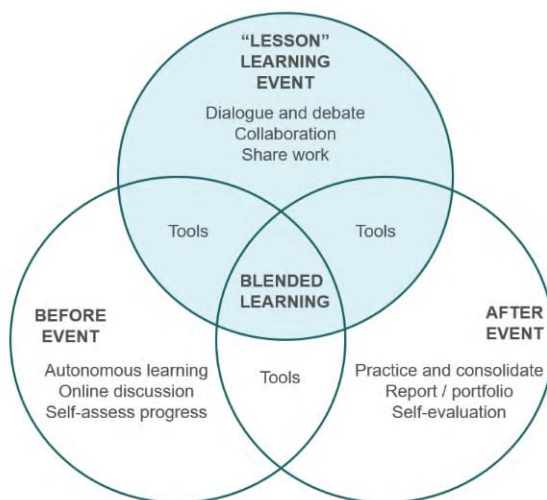 “LESSON”
LEARNING
EVENT
Dialogue and debate
Collaboration
Share work
Tools
Tools
BLENDED
LEARNING
BEFORE
EVENT
Autonomous learning
Online discussion
Self-assess progress
Tools
AFTER
EVENT
Practice and consolidate
Report / portfolio
Self-evaluation